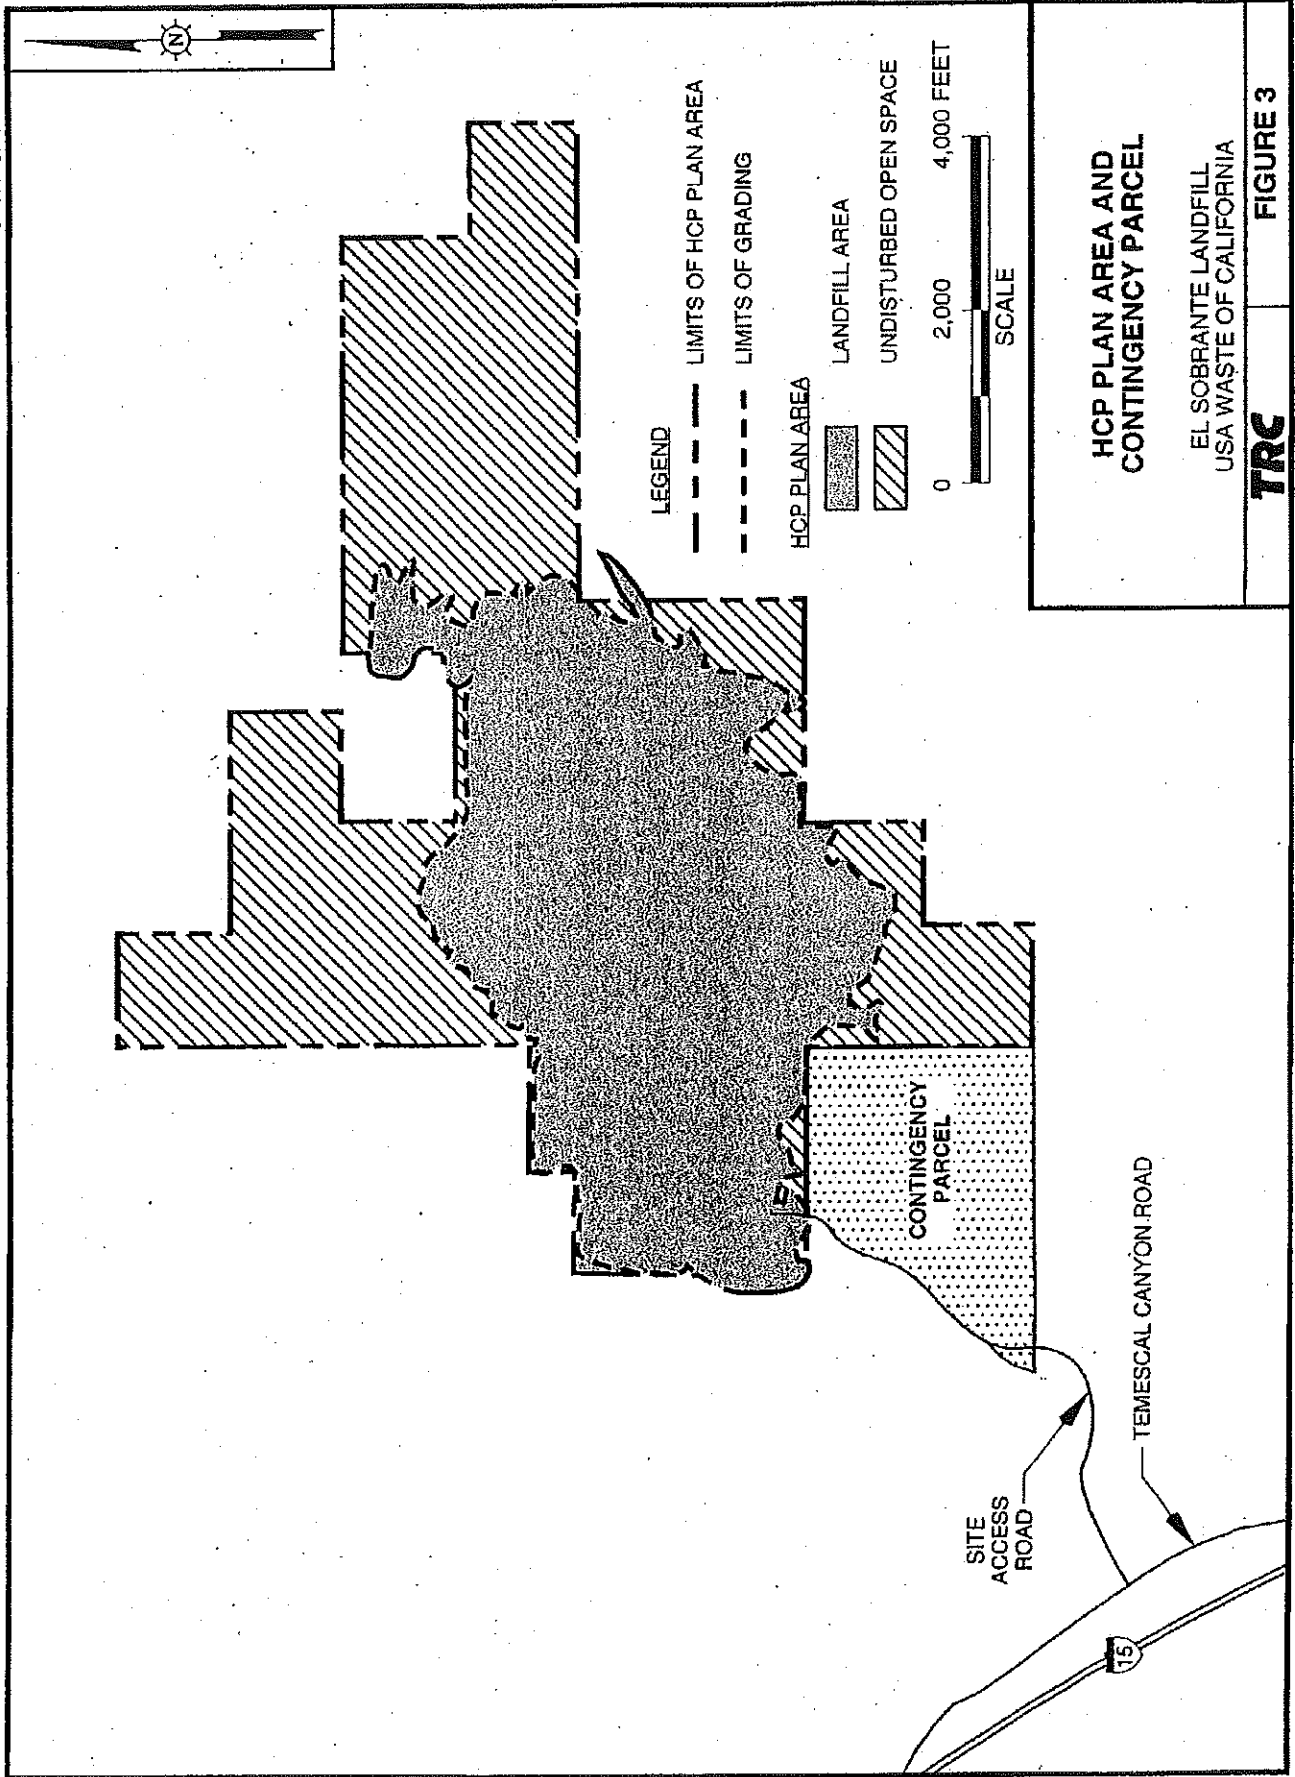 N
CONTINGENCY
PARCEL
SITE
ACCESS
ROAD
TEMESCAL CANYON ROAD
15
LEGEND
LIMITS OF HCP PLAN AREA
LIMITS OF GRADING
HCP PLAN AREA
LANDFILL AREA
UNDISTURBED OPEN SPACE
0 2,000 4,000 FEET
SCALE
HCP PLAN AREA AND
CONTINGENCY PARCEL
EL SOBRANTE LANDFILL
USA WASTE OF CALIFORNIA
TRC
FIGURE 3